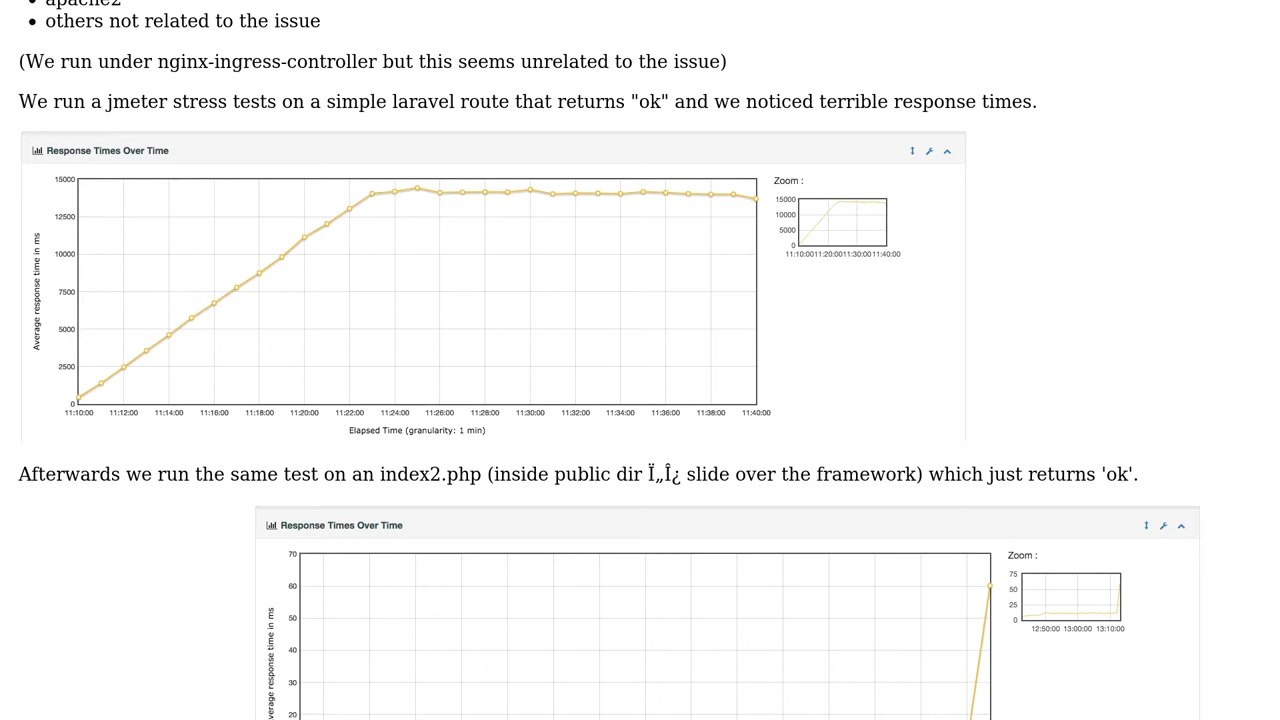 apache2
others not related to the issue
(We run under nginx-ingress-controller but this seems unrelated to the issue)
We run a jmeter stress tests on a simple laravel route that returns "ok" and we noticed terrible response times.
Response Times Over Time
Zoom :
15000
12500
10000
7500
5000
2500
0
Average response time in ms
11:10:00 11:12:00 11:14:00 11:16:00 11:18:00 11:20:00 11:22:00 11:24:00 11:26:00 11:28:00 11:30:00 11:32:00 11:34:00 11:36:00 11:38:00 11:40:00
Elapsed Time (granularity: 1 min)
15000
10000
5000
0
11:10:00 11:20:00 11:30:00 11:40:00
Afterwards we run the same test on an index2.php (inside public dir Ï„Î¿ slide over the framework) which just returns 'ok'.
Response Times Over Time
Zoom :
70
60
50
40
30
20
verage response time in ms
75
50
25
0
12:50:00 13:00:00 13:10:00